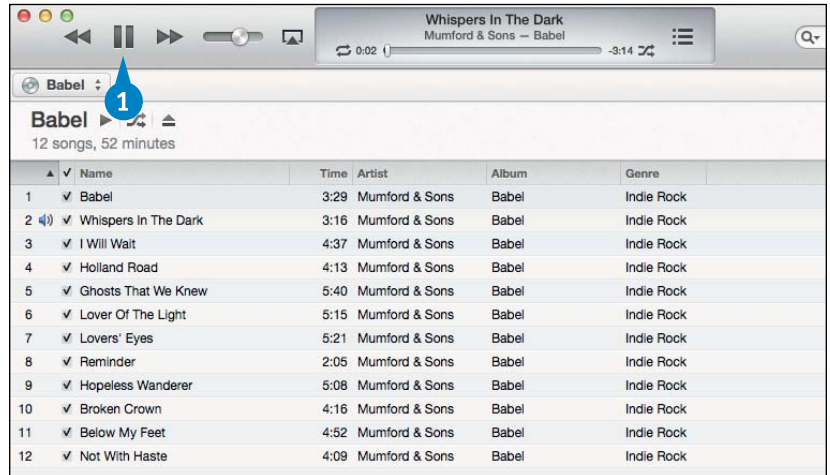 Whispers In The Dark
Mumford & Sons — Babel
0:02 -3:14
Babel
1
Babel
12 songs, 52 minutes
Name Time Artist Album Genre
1 Babel 3:29 Mumford & Sons Babel Indie Rock
2 Whispers In The Dark 3:16 Mumford & Sons Babel Indie Rock
3 I Will Wait 4:37 Mumford & Sons Babel Indie Rock
4 Holland Road 4:13 Mumford & Sons Babel Indie Rock
5 Ghosts That We Knew 5:40 Mumford & Sons Babel Indie Rock
6 Lover Of The Light 5:15 Mumford & Sons Babel Indie Rock
7 Lovers' Eyes 5:21 Mumford & Sons Babel Indie Rock
8 Reminder 2:05 Mumford & Sons Babel Indie Rock
9 Hopeless Wanderer 5:08 Mumford & Sons Babel Indie Rock
10 Broken Crown 4:16 Mumford & Sons Babel Indie Rock
11 Below My Feet 4:52 Mumford & Sons Babel Indie Rock
12 Not With Haste 4:09 Mumford & Sons Babel Indie Rock